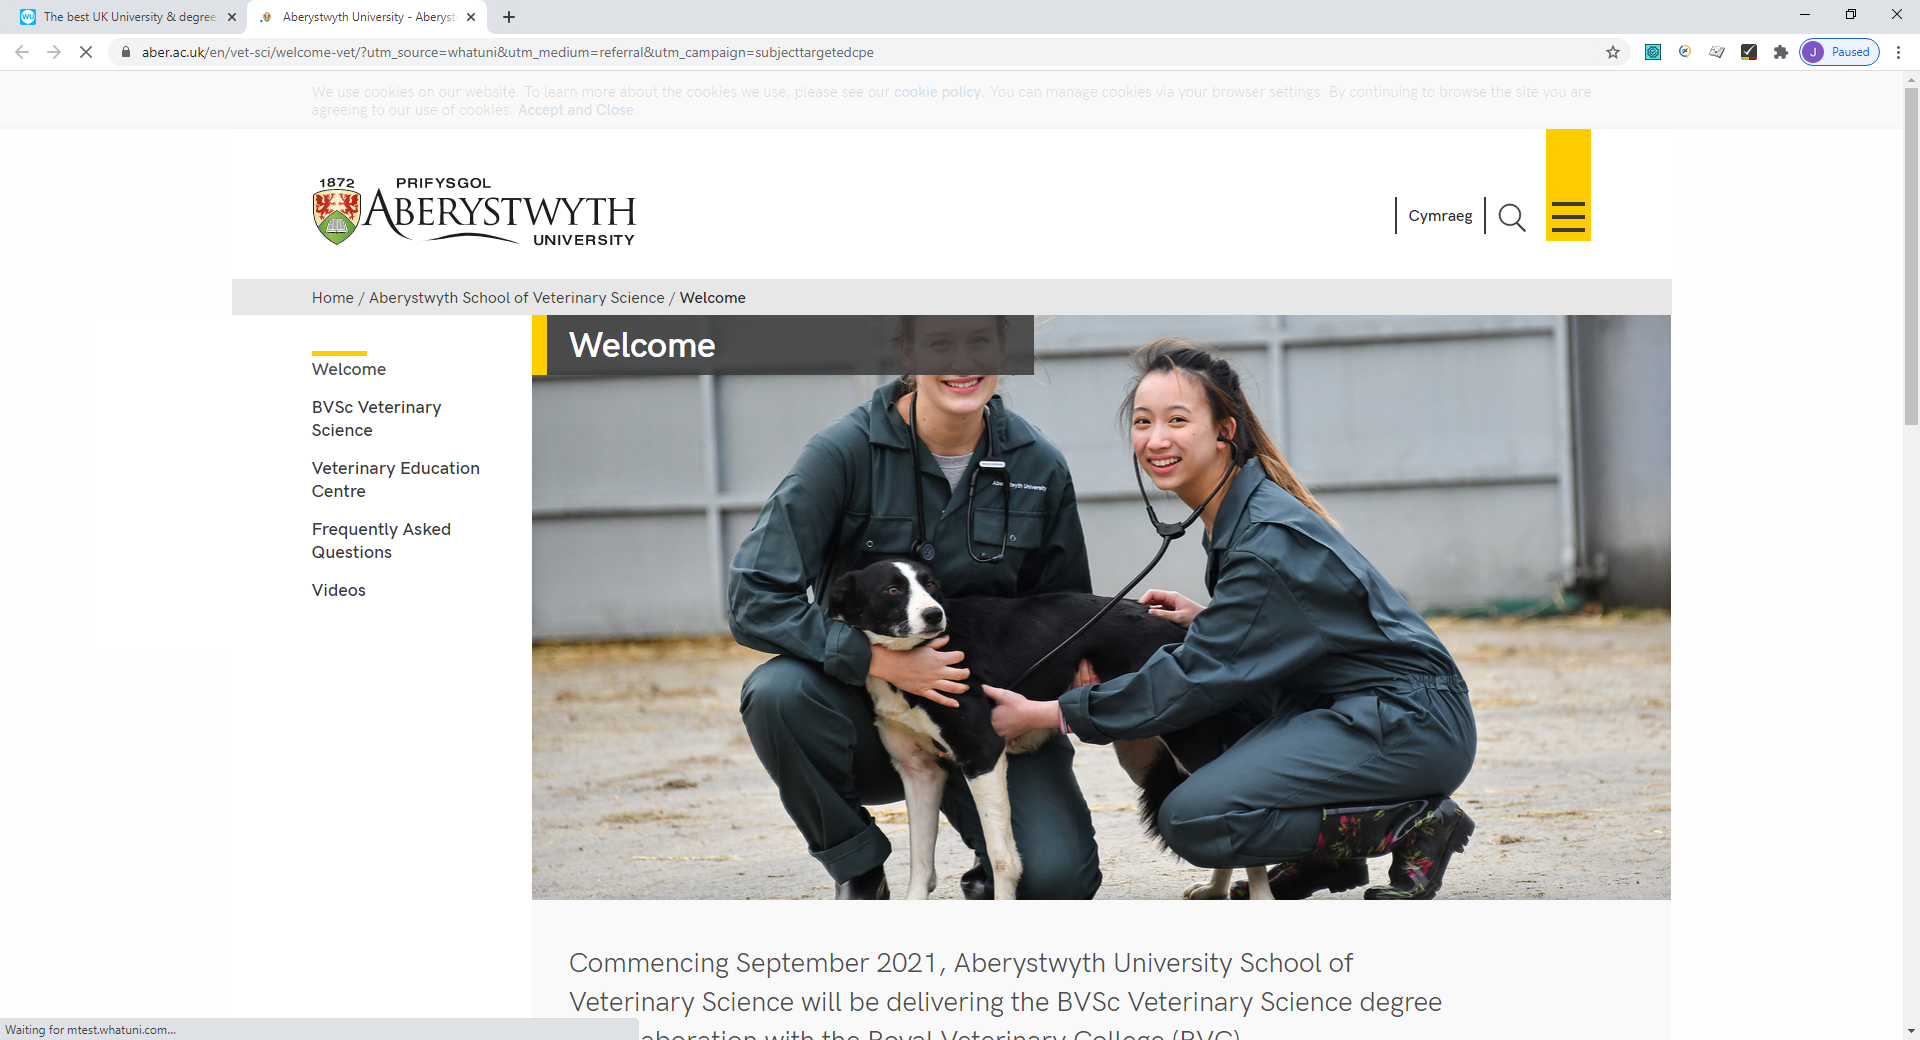 The best UK University & degree
Aberystwyth University - Aberyst
aber.ac.uk/en/vet-sci/welcome-vet/?utm_source=whatuni&utm_medium=referral&utm_campaign=subjecttargetedcpe
J Paused
We use cookies on our website. To learn more about the cookies we use, please see our cookie policy. You can manage cookies via your browser settings. By continuing to browse the site you are
agreeing to our use of cookies. Accept and Close.
1872 PRIFYSGOL
ABERYSTWYTH
UNIVERSITY
Cymraeg
Home / Aberystwyth School of Veterinary Science / Welcome
Welcome
Welcome
BVSc Veterinary
Science
Veterinary Education
Centre
Frequently Asked
Questions
Videos
Commencing September 2021, Aberystwyth University School of
Veterinary Science will be delivering the BVSc Veterinary Science degree
with the Royal Veterinary College (RVC)
Waiting for mtest.whatuni.com...